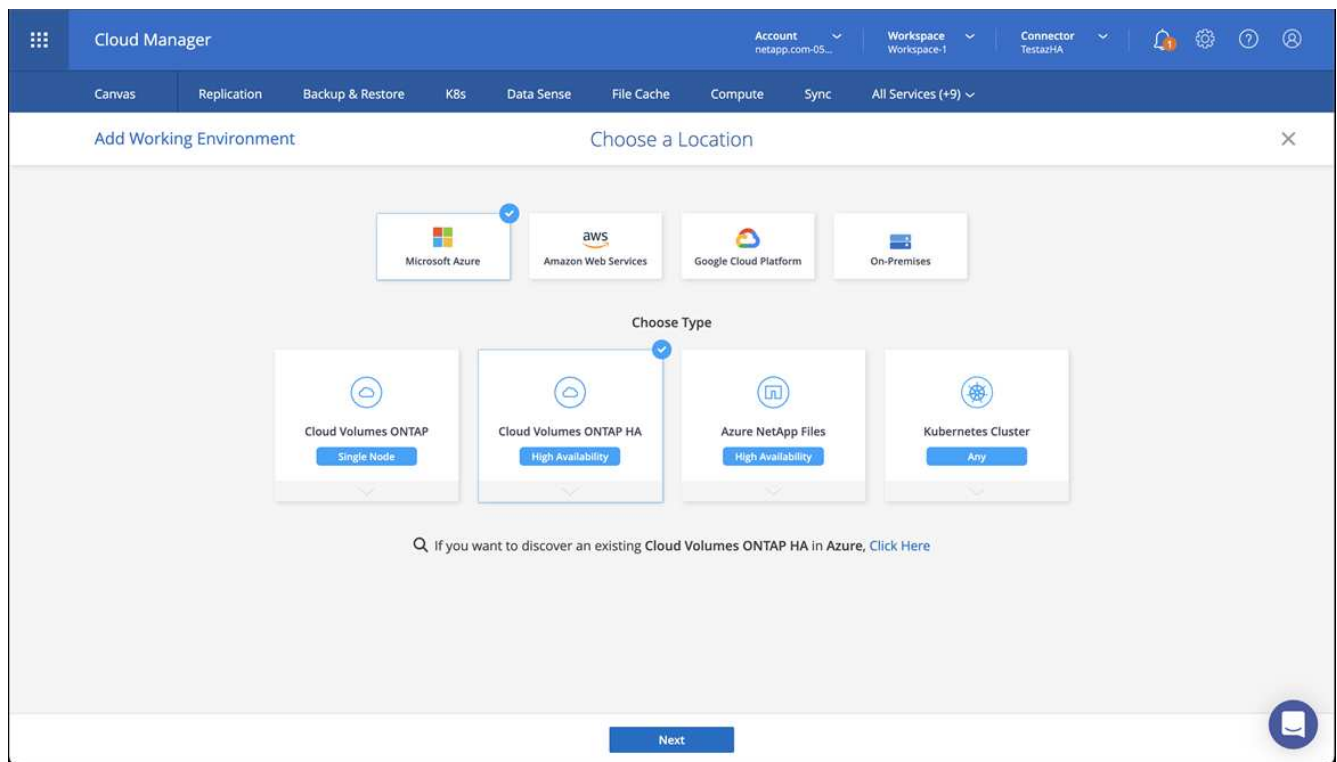 Cloud Manager
Account
netapp.com-05...
Workspace
Workspace-1
Connector
TestazHA
1
Canvas
Replication
Backup & Restore
K8s
Data Sense
File Cache
Compute
Sync
All Services (+9)
Add Working Environment
Choose a Location
Microsoft Azure
aws
Amazon Web Services
Google Cloud Platform
On-Premises
Choose Type
Cloud Volumes ONTAP
Single Node
Cloud Volumes ONTAP HA
High Availability
Azure NetApp Files
High Availability
Kubernetes Cluster
Any
If you want to discover an existing Cloud Volumes ONTAP HA in Azure, Click Here
Next